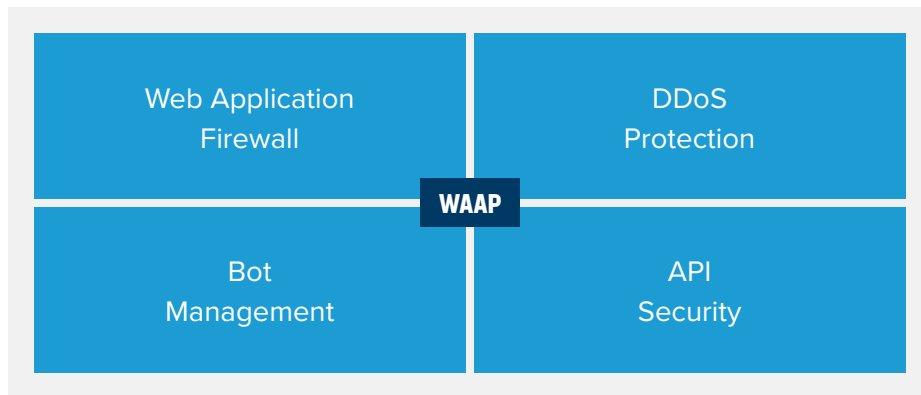 Web Application
Firewall
DDoS
Protection
WAAP
Bot
Management
API
Security